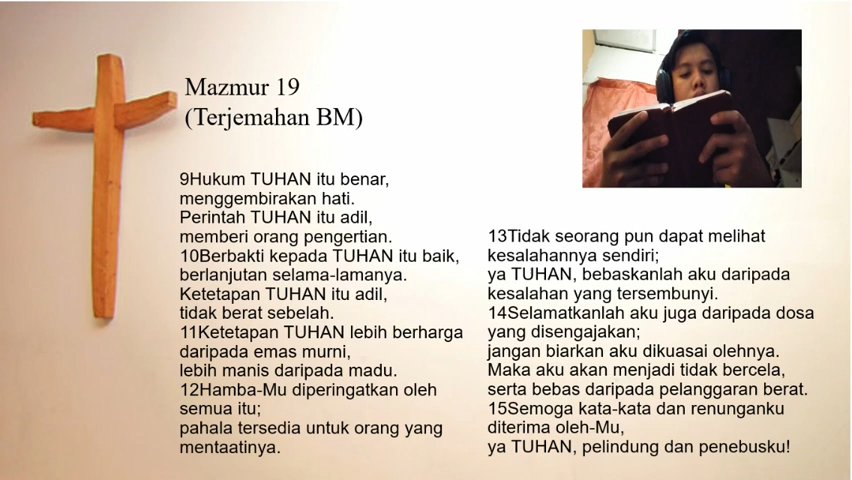 Mazmur 19
(Terjemahan BM)
9Hukum TUHAN itu benar,
menggembirakan hati.
Perintah TUHAN itu adil,
memberi orang pengertian.
10Berbakti kepada TUHAN itu baik,
berlanjutan selama-lamanya.
Ketetapan TUHAN itu adil,
tidak berat sebelah.
11Ketetapan TUHAN lebih berharga
daripada emas murni,
lebih manis daripada madu.
12Hamba-Mu diperingatkan oleh
semua itu;
pahala tersedia untuk orang yang
mentaatinya.
13Tidak seorang pun dapat melihat
kesalahannya sendiri;
ya TUHAN, bebaskanlah aku daripada
kesalahan yang tersembunyi.
14Selamatkanlah aku juga daripada dosa
yang disengajakan;
jangan biarkan aku dikuasai olehnya.
Maka aku akan menjadi tidak bercela,
serta bebas daripada pelanggaran berat.
15Semoga kata-kata dan renunganku
diterima oleh-Mu,
ya TUHAN, pelindung dan penebusku!